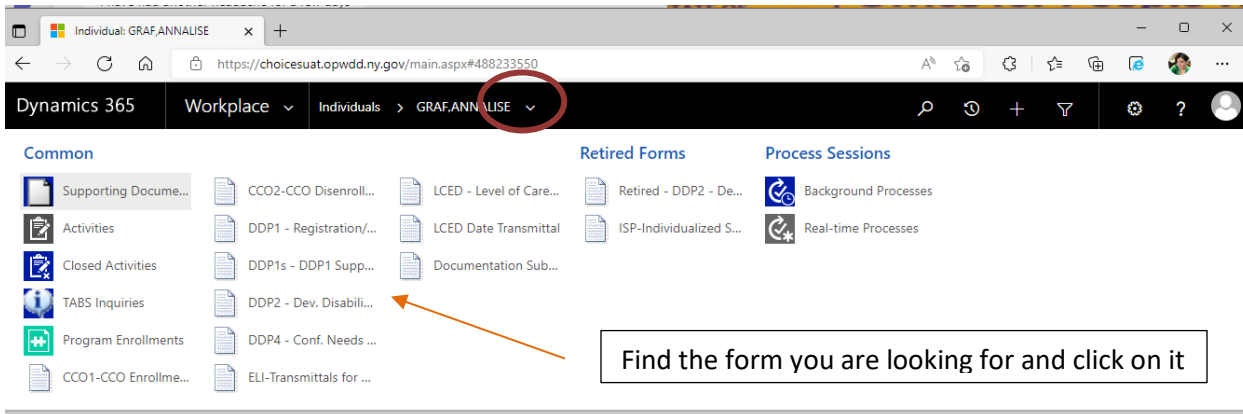 Individual: GRAF,ANNALISE
https://choicesuat.opwdd.ny.gov/main.aspx#488233550
Dynamics 365 Workplace Individuals > GRAF,ANNALISE
Common Retired Forms Process Sessions
Supporting Docume... CCO2-CCO Disenroll... LCED - Level of Care... Retired - DDP2 - De... Background Processes
Activities DDP1 - Registration/... LCED Date Transmittal ISP-Individualized S... Real-time Processes
Closed Activities DDP1s - DDP1 Supp... Documentation Sub...
TABS Inquiries DDP2 - Dev. Disabili...
Program Enrollments DDP4 - Conf. Needs ...
CCO1-CCO Enrollme... ELI-Transmittals for ...
Find the form you are looking for and click on it